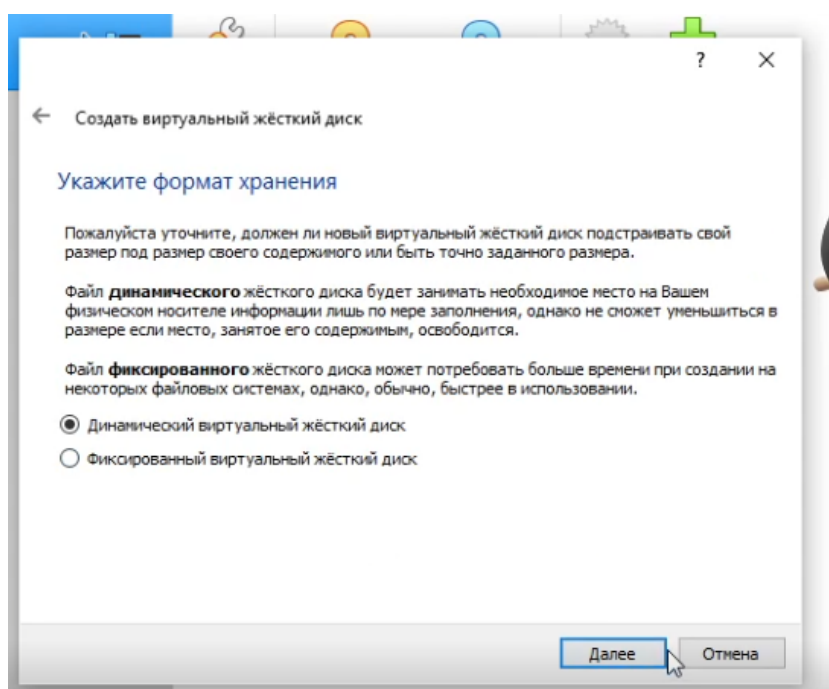 ?
Создать виртуальный жёсткий диск
Укажите формат хранения
Пожалуйста уточните, должен ли новый виртуальный жёсткий диск подстраивать свой
размер под размер своего содержимого или быть точно заданного размера.
Файл динамического жёсткого диска будет занимать необходимое место на Вашем
физическом носителе информации лишь по мере заполнения, однако не сможет уменьшиться в
размере если место, занятое его содержимым, освободится.
Файл фиксированного жёсткого диска может потребовать больше времени при создании на
некоторых файловых системах, однако, обычно, быстрее в использовании.
Динамический виртуальный жёсткий диск
Фиксированный виртуальный жёсткий диск
Далее
Отмена